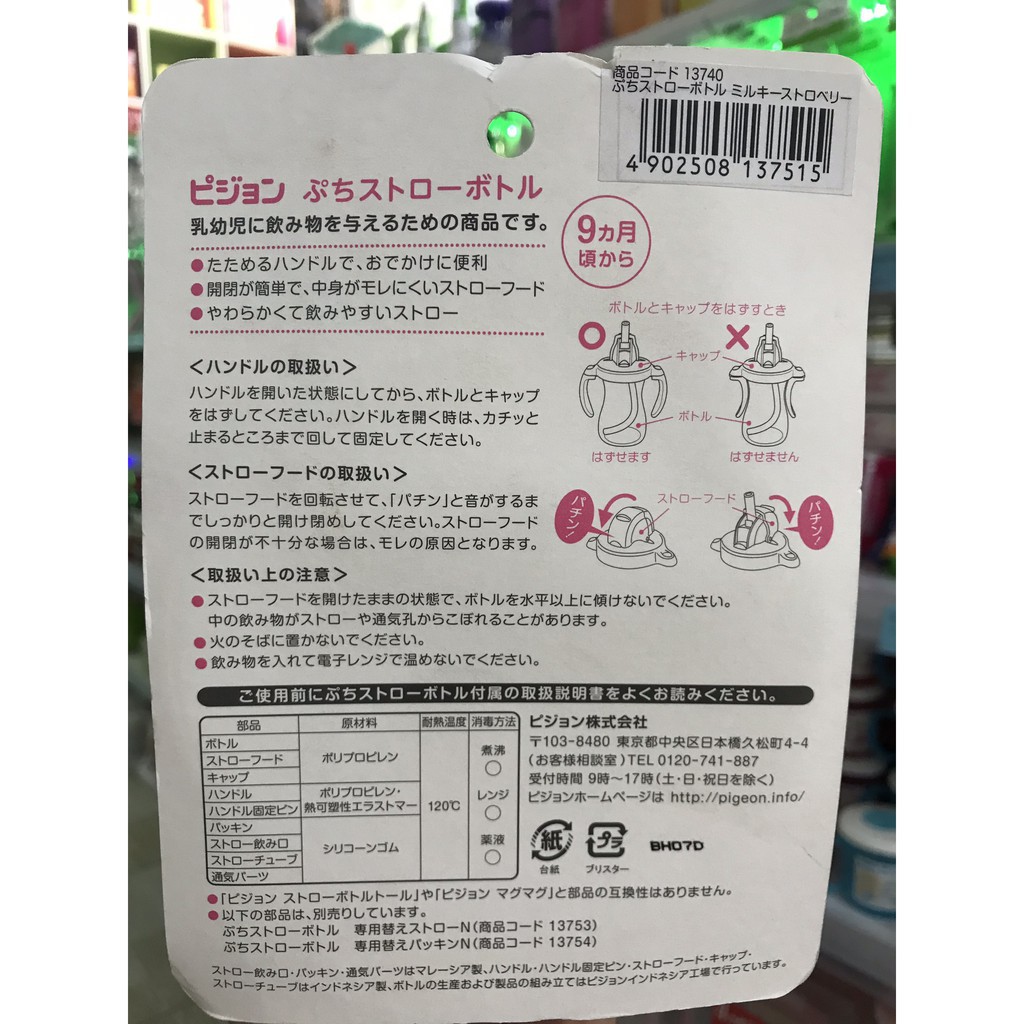 商品コード 13740
ぷちストローボトル ミルキーストロベリー
4 902508 137515
ピジョン ぷちストローボトル
乳幼児に飲み物を与えるための商品です。
9ヵ月
頃から
●たためるハンドルで、おでかけに便利
●開閉が簡単で、中身がモレにくいストローフード
●やわらかくて飲みやすいストロー
ボトルとキャップをはずすとき
○ ×
キャップ
ボトル
はずせます はずせません
<ハンドルの取扱い>
ハンドルを開いた状態にしてから、ボトルとキャップ
をはずしてください。ハンドルを開く時は、カチッと
止まるところまで回して固定してください。
<ストローフードの取扱い>
ストローフードを回転させて、「パチン」と音がするま
でしっかりと開け閉めしてください。ストローフード
の開閉が不十分な場合は、モレの原因となります。
パチン! ストローフード パチン!
<取扱い上の注意>
●ストローフードを開けたままの状態で、ボトルを水平以上に傾けないでください。
中の飲み物がストローや通気孔からこぼれることがあります。
●火のそばに置かないでください。
●飲み物を入れて電子レンジで温めないでください。
ご使用前にぷちストローボトル付属の取扱説明書をよくお読みください。
部品 原材料 耐熱温度 消毒方法
ボトル
ストローフード
キャップ
ポリプロピレン
ハンドル
ハンドル固定ピン
ポリプロピレン・
熱可塑性エラストマー
パッキン
ストロー飲み口
ストローチューブ
通気パーツ
シリコーンゴム
120℃
煮沸
○
レンジ
○
薬液
○
ピジョン株式会社
〒103-8480 東京都中央区日本橋久松町4-4
(お客様相談室)TEL 0120-741-887
受付時間 9時〜17時(土・日・祝日を除く)
ピジョンホームページは http://pigeon.info/
紙 プラ BH07D
台紙 ブリスター
●「ピジョン ストローボトルトール」や「ピジョン マグマグ」と部品の互換性はありません。
●以下の部品は、別売りしています。
ぷちストローボトル 専用替えストローN(商品コード 13753)
ぷちストローボトル 専用替えパッキンN(商品コード 13754)
ストロー飲み口・パッキン・通気パーツはマレーシア製、ハンドル・ハンドル固定ピン・ストローフード・キャップ・
ストローチューブはインドネシア製、ボトルの生産および製品の組み立てはピジョンインドネシア工場で行っています。